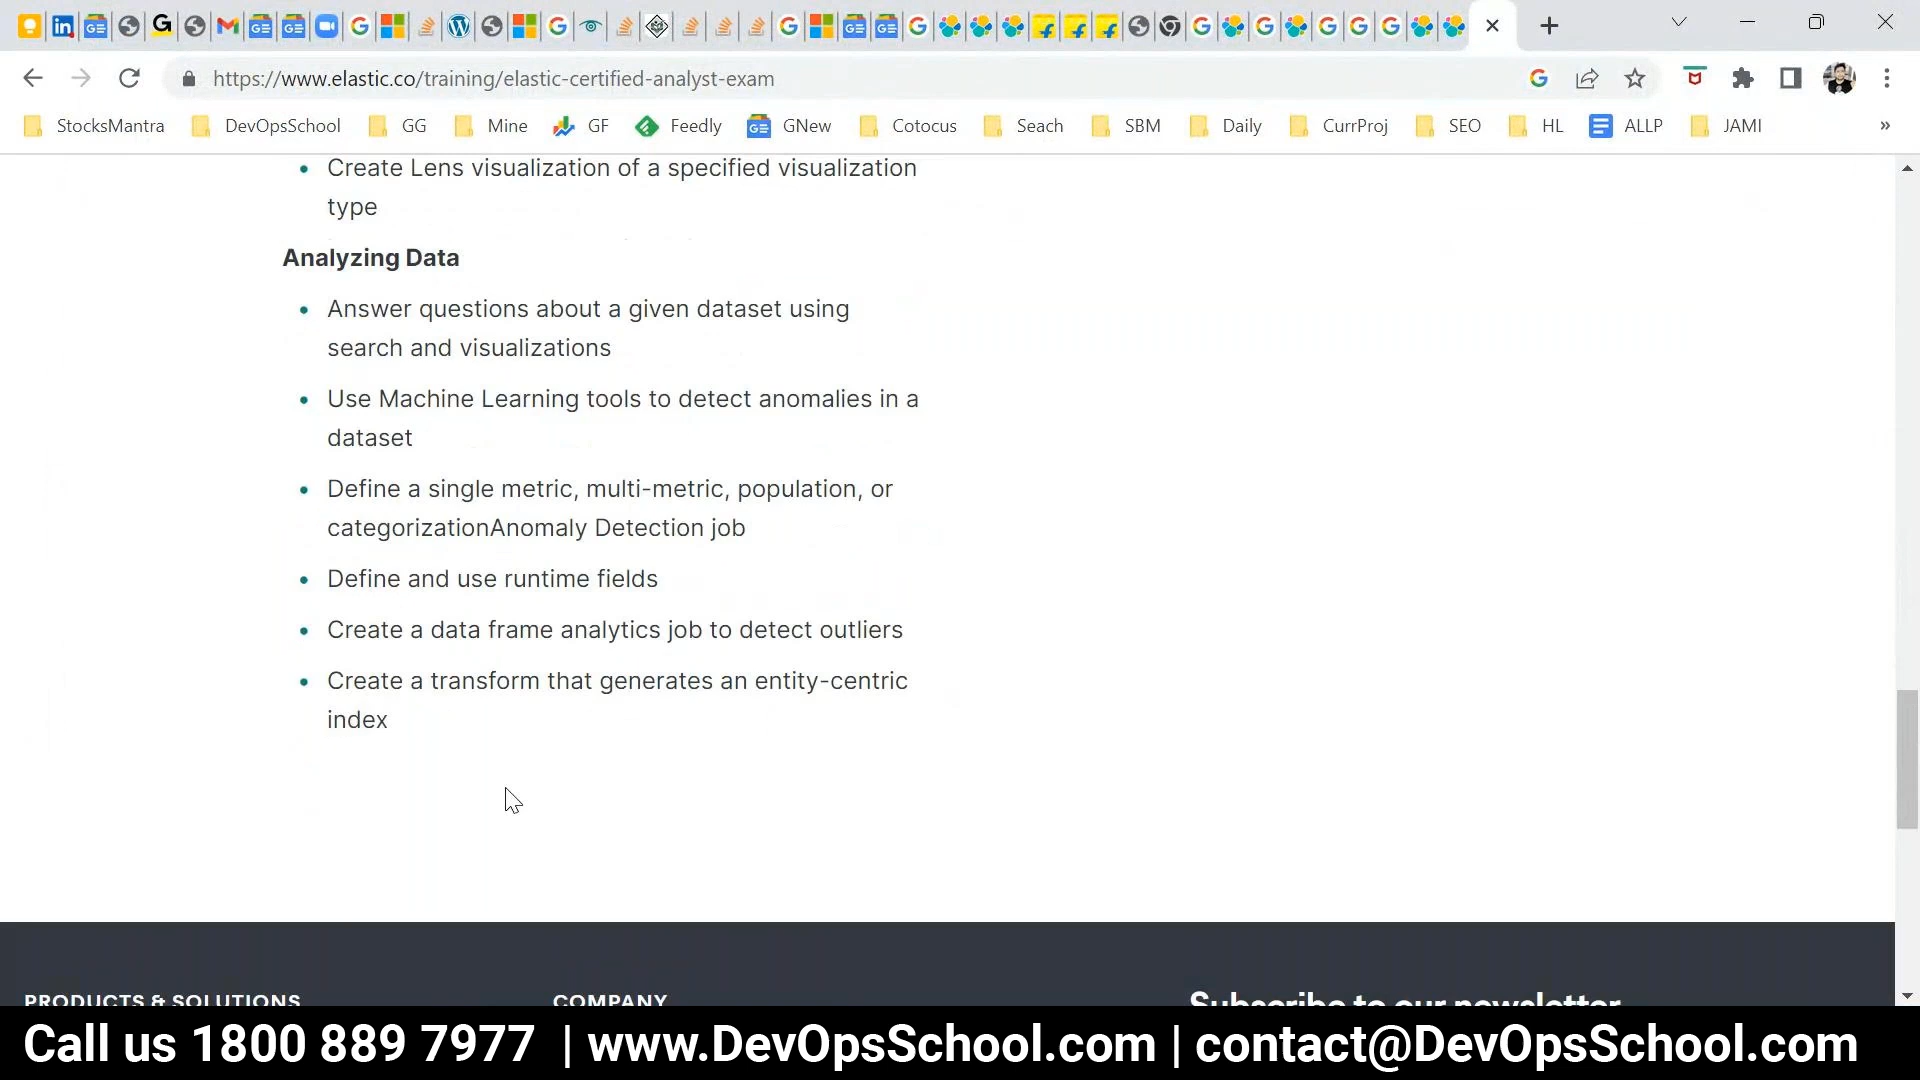 https://www.elastic.co/training/elastic-certified-analyst-exam
StocksMantra
DevOpsSchool
GG
Mine
GF
Feedly
GNew
Cotocus
Seach
SBM
Daily
CurrProj
SEO
HL
ALLP
JAMI
»
• Create Lens visualization of a specified visualization
type
Analyzing Data
• Answer questions about a given dataset using
search and visualizations
• Use Machine Learning tools to detect anomalies in a
dataset
• Define a single metric, multi-metric, population, or
categorizationAnomaly Detection job
• Define and use runtime fields
• Create a data frame analytics job to detect outliers
• Create a transform that generates an entity-centric
index
PRODUCTS & SOLUTIONS
COMPANY
Subscribe to our newsletter
Call us 1800 889 7977 | www.DevOpsSchool.com | contact@DevOpsSchool.com